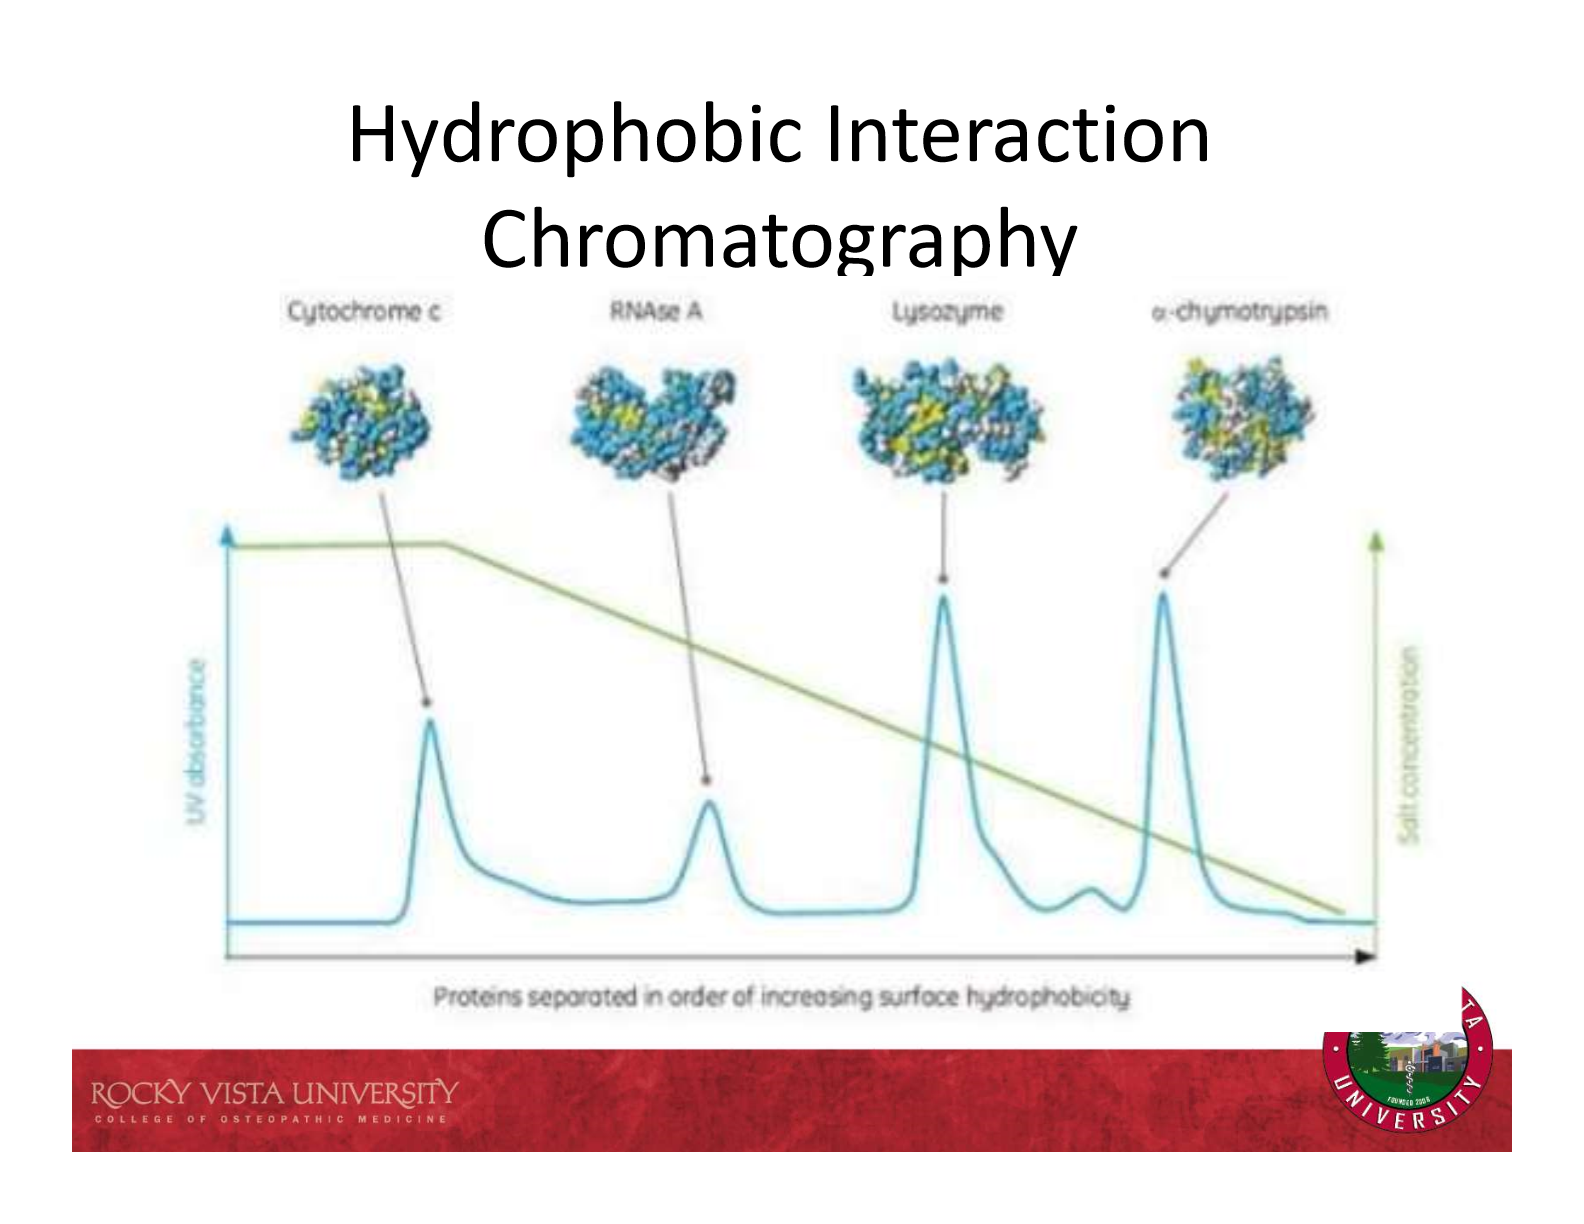 Hydrophobic Interaction
Chromatography
Cytochrome c
RNAse A
Lysozyme
α-chymotrypsin
UV absorbance
Salt concentration
Proteins separated in order of increasing surface hydrophobicity
ROCKY VISTA UNIVERSITY
COLLEGE OF OSTEOPATHIC MEDICINE
TA
UNIVERSITY
FOUNDED 2006